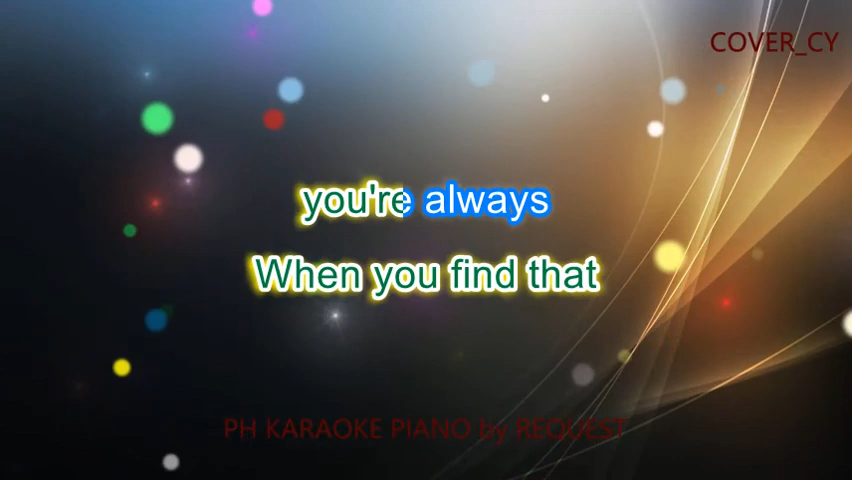 COVER_CY
you're always
When you find that
PH KARAOKE PIANO by REQUEST